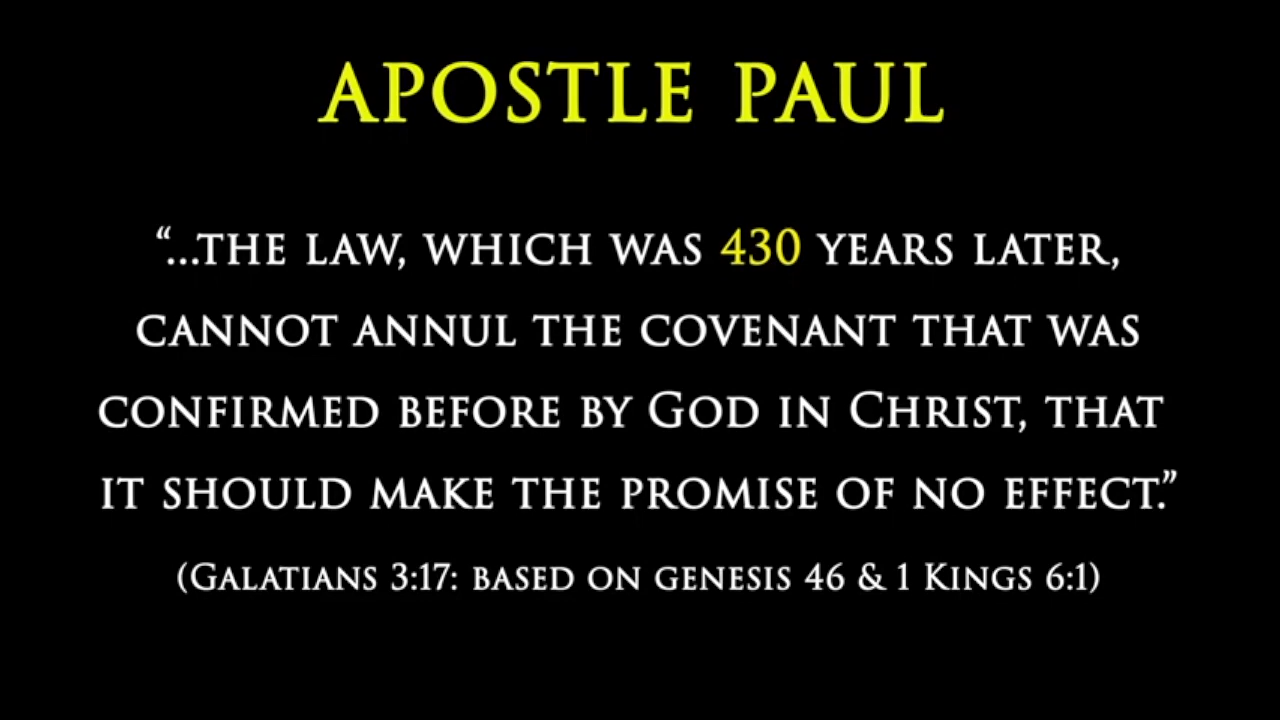 APOSTLE PAUL
“...THE LAW, WHICH WAS 430 YEARS LATER,
CANNOT ANNUL THE COVENANT THAT WAS
CONFIRMED BEFORE BY GOD IN CHRIST, THAT
IT SHOULD MAKE THE PROMISE OF NO EFFECT.”
(GALATIANS 3:17: BASED ON GENESIS 46 & 1 KINGS 6:1)